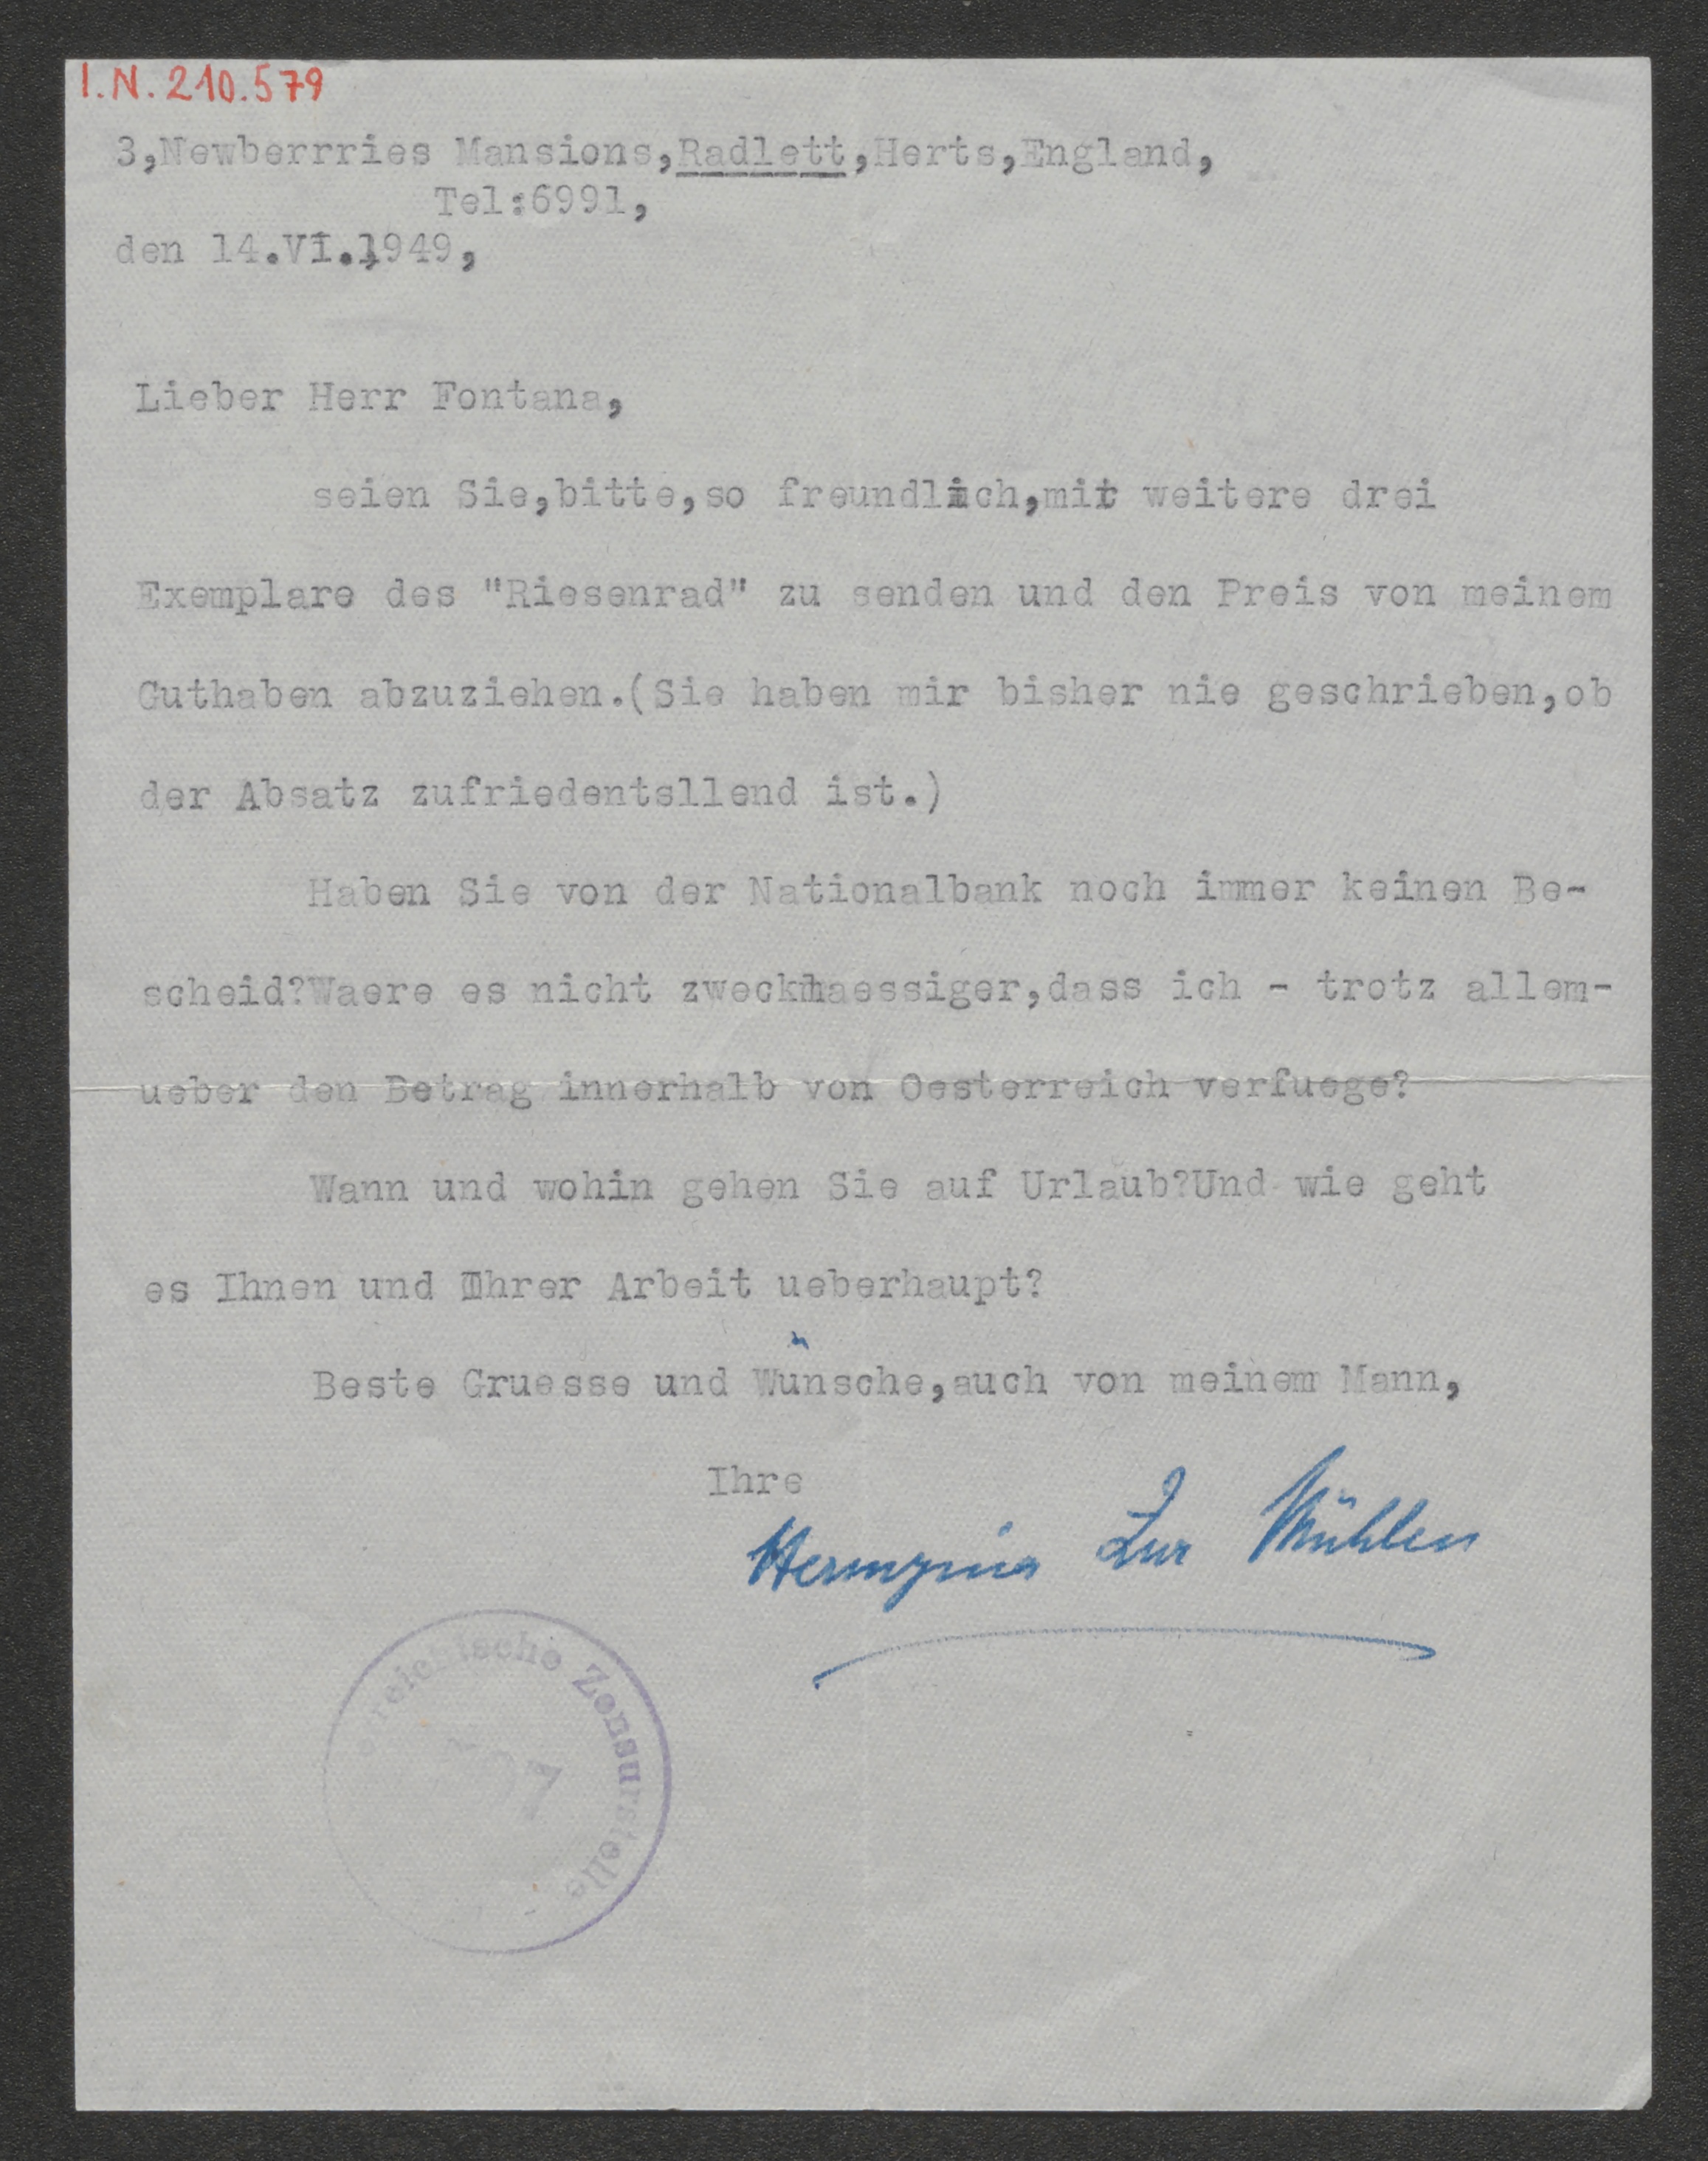 I.N. 210.579
3,Newberrries Mansions,Radlett,Herts,England,
Tel:6991,
den 14.VI.1949,
Lieber Herr Fontana,
seien Sie,bitte,so freundlich,mir weitere drei
Exemplare des "Riesenrad" zu senden und den Preis von meinem
Guthaben abzuziehen.(Sie haben mir bisher nie geschrieben,ob
der Absatz zufriedentsllend ist.)
Haben Sie von der Nationalbank noch immer keinen Be-
scheid?Waere es nicht zweckmaessiger,dass ich - trotz allem-
ueber den Betrag innerhalb von Oesterreich verfuege?
Wann und wohin gehen Sie auf Urlaub?Und wie geht
es Ihnen und Ihrer Arbeit ueberhaupt?
Beste Gruesse und Wünsche,auch von meinem Mann,
Ihre
Hermynia Zur Mühlen
Zensurstelle